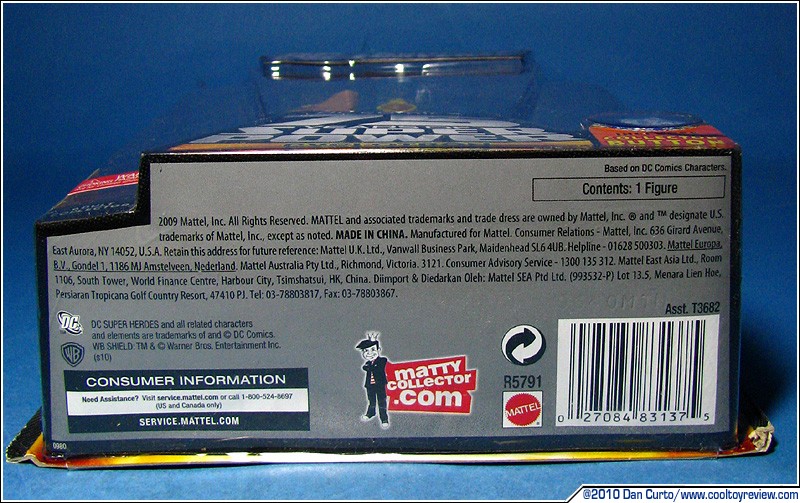 75
SUPER
POWER
BUTTON
Based on DC Comics Characters.
Contents: 1 Figure
2009 Mattel, Inc. All Rights Reserved. MATTEL and associated trademarks and trade dress are owned by Mattel, Inc. ® and ™ designate U.S.
trademarks of Mattel, Inc., except as noted. MADE IN CHINA. Manufactured for Mattel. Consumer Relations - Mattel, Inc. 636 Girard Avenue,
East Aurora, NY 14052, U.S.A. Retain this address for future reference: Mattel U.K. Ltd., Vanwall Business Park, Maidenhead SL6 4UB. Helpline - 01628 500303. Mattel Europa,
B.V., Gondel 1, 1186 MJ Amstelveen, Nederland. Mattel Australia Pty Ltd., Richmond, Victoria. 3121. Consumer Advisory Service - 1300 135 312. Mattel East Asia Ltd., Room
1106, South Tower, World Finance Centre, Harbour City, Tsimshatsui, HK, China. Diimport & Diedarkan Oleh: Mattel SEA Ptd Ltd. (993532-P) Lot 13.5, Menara Lien Hoe,
Persiaran Tropicana Golf Country Resort, 47410 PJ. Tel: 03-78803817, Fax: 03-78803867.
Asst. T3682
DC
DC SUPER HEROES and all related characters
and elements are trademarks of and © DC Comics.
WB SHIELD: TM & © Warner Bros. Entertainment Inc.
(s10)
WB
CONSUMER INFORMATION
Need Assistance? Visit service.mattel.com or call 1-800-524-8697
(US and Canada only)
SERVICE.MATTEL.COM
0980
matty
COLLECTOR
.com
R5791
MATTEL
0 27084 83137 5
©2010 Dan Curto/www.cooltoyreview.com